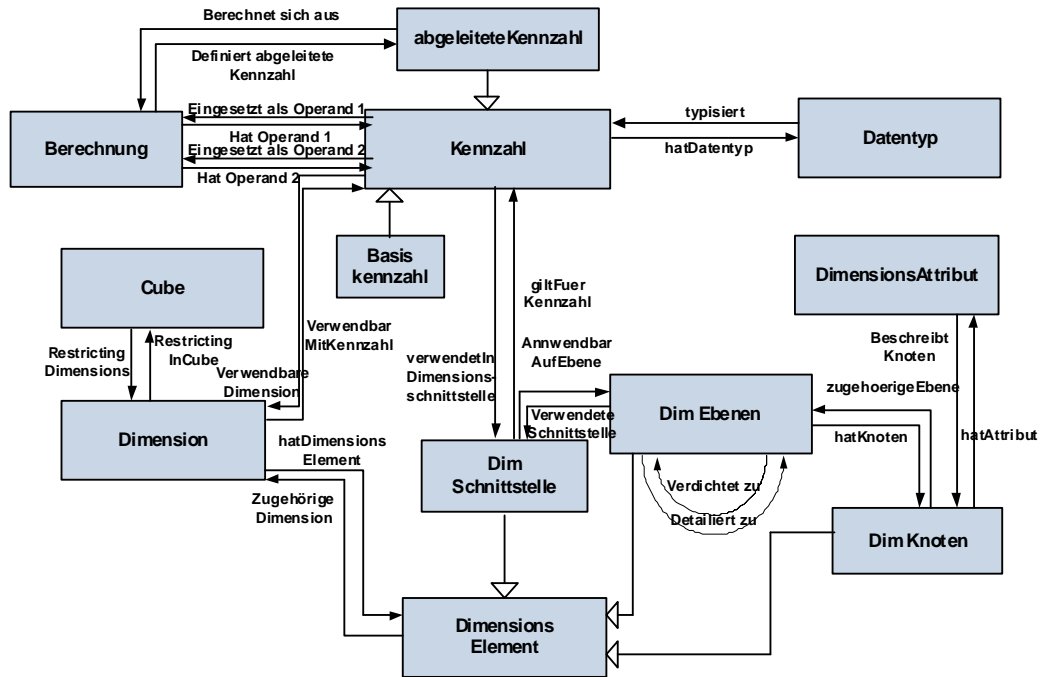 Berechnet sich aus
abgeleiteteKennzahl
Definiert abgeleitete
Kennzahl
Eingesetzt als Operand 1
Hat Operand 1
Eingesetzt als Operand 2
Hat Operand 2
Berechnung
Kennzahl
typisiert
hatDatentyp
Datentyp
Basis
kennzahl
Cube
giltFuer
Kennzahl
DimensionsAttribut
Restricting
Dimensions
Restricting
InCube
Verwendbar
MitKennzahl
Verwendbare
Dimension
verwendetIn
Dimensions-
schnittstelle
Annwendbar
AufEbene
Beschreibt
Knoten
Dim Ebenen
zugehoerigeEbene
Verwendete
Schnittstelle
hatKnoten
hatAttribut
Dimension
hatDimensions
Element
Dim
Schnittstelle
Verdichtet zu
Detailiert zu
Zugehörige
Dimension
Dim Knoten
Dimensions
Element